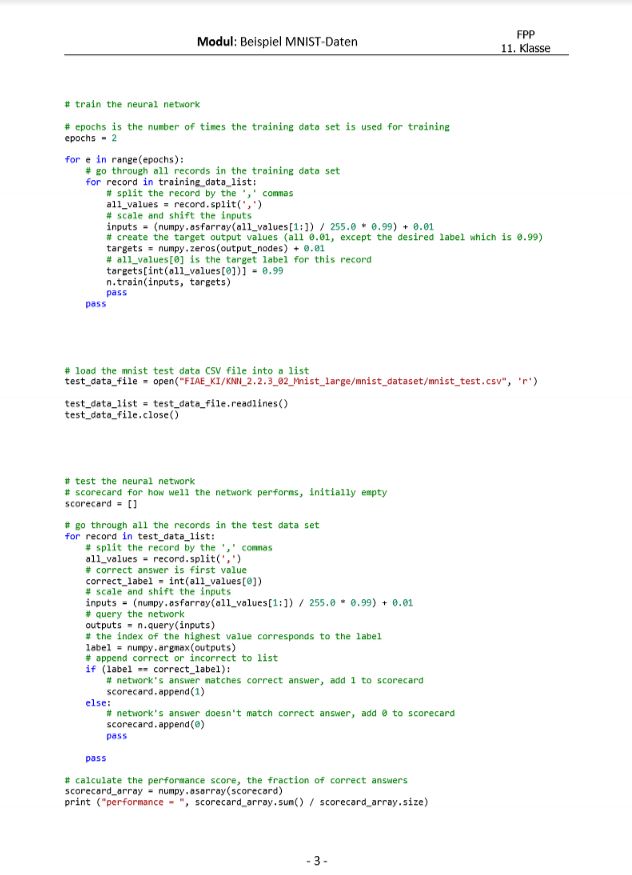 Modul: Beispiel MNIST-Daten
FPP
11. Klasse
# train the neural network
# epochs is the number of times the training data set is used for training
epochs = 2
for e in range(epochs):
# go through all records in the training data set
for record in training_data_list:
# split the record by the ',' commas
all_values = record.split(',')
# scale and shift the inputs
inputs = (numpy.asfarray(all_values[1:]) / 255.0 * 0.99) + 0.01
# create the target output values (all 0.01, except the desired label which is 0.99)
targets = numpy.zeros(output_nodes) + 0.01
# all_values[0] is the target label for this record
targets[int(all_values[0])] = 0.99
n.train(inputs, targets)
pass
pass
# load the mnist test data CSV file into a list
test_data_file = open("FIAE_KI/KNN_2.2.3_02_Mnist_large/mnist_dataset/mnist_test.csv", 'r')
test_data_list = test_data_file.readlines()
test_data_file.close()
# test the neural network
# scorecard for how well the network performs, initially empty
scorecard = []
# go through all the records in the test data set
for record in test_data_list:
# split the record by the ',' commas
all_values = record.split(',')
# correct answer is first value
correct_label = int(all_values[0])
# scale and shift the inputs
inputs = (numpy.asfarray(all_values[1:]) / 255.0 * 0.99) + 0.01
# query the network
outputs = n.query(inputs)
# the index of the highest value corresponds to the label
label = numpy.argmax(outputs)
# append correct or incorrect to list
if (label == correct_label):
# network's answer matches correct answer, add 1 to scorecard
scorecard.append(1)
else:
# network's answer doesn't match correct answer, add 0 to scorecard
scorecard.append(0)
pass
pass
# calculate the performance score, the fraction of correct answers
scorecard_array = numpy.asarray(scorecard)
print ("performance = ", scorecard_array.sum() / scorecard_array.size)
- 3 -